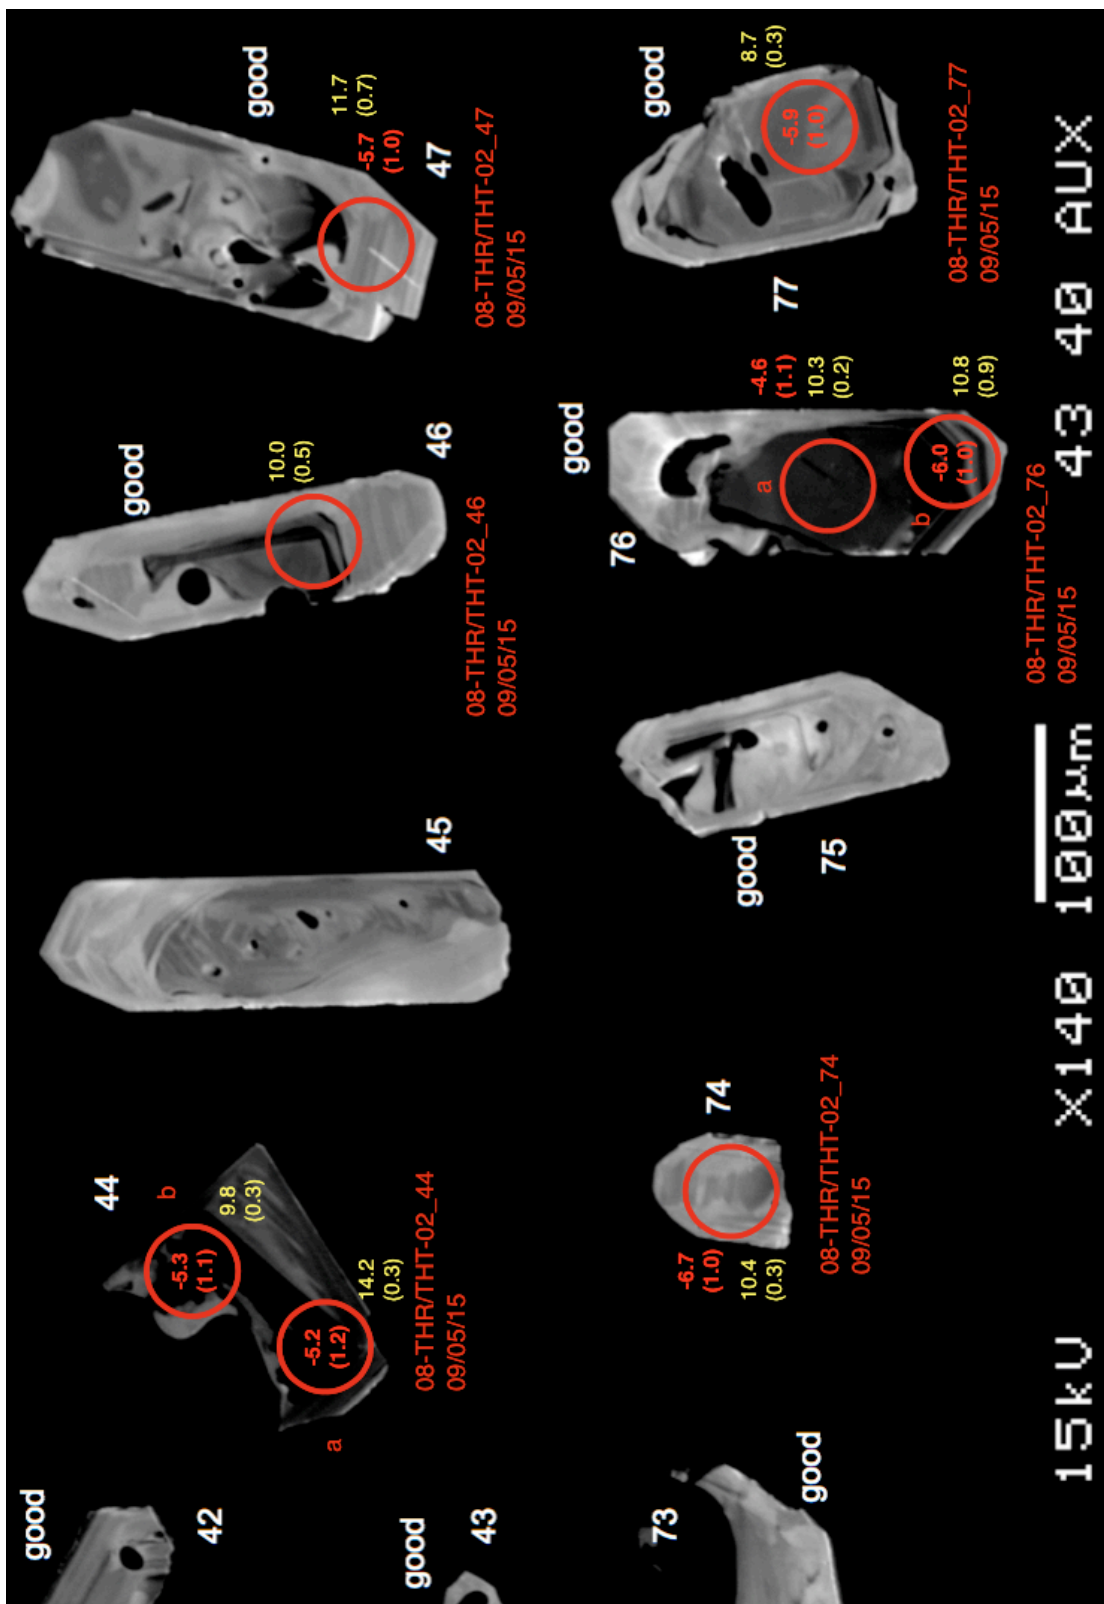 good
42
good
43
44
b
-5.3
(1.1)
9.8
(0.3)
-5.2
(1.2)
a
14.2
(0.3)
08-THR/THT-02_44
09/05/15
45
good
10.0
(0.5)
46
08-THR/THT-02_46
09/05/15
good
11.7
(0.7)
-5.7
(1.0)
47
08-THR/THT-02_47
09/05/15
73
good
74
-6.7
(1.0)
10.4
(0.3)
08-THR/THT-02_74
09/05/15
good
75
good
76
a
-4.6
(1.1)
10.3
(0.2)
b
-6.0
(1.0)
10.8
(0.9)
08-THR/THT-02_76
09/05/15
good
8.7
(0.3)
-5.9
(1.0)
77
08-THR/THT-02_77
09/05/15
15kU X140 100µm 43 40 AUX